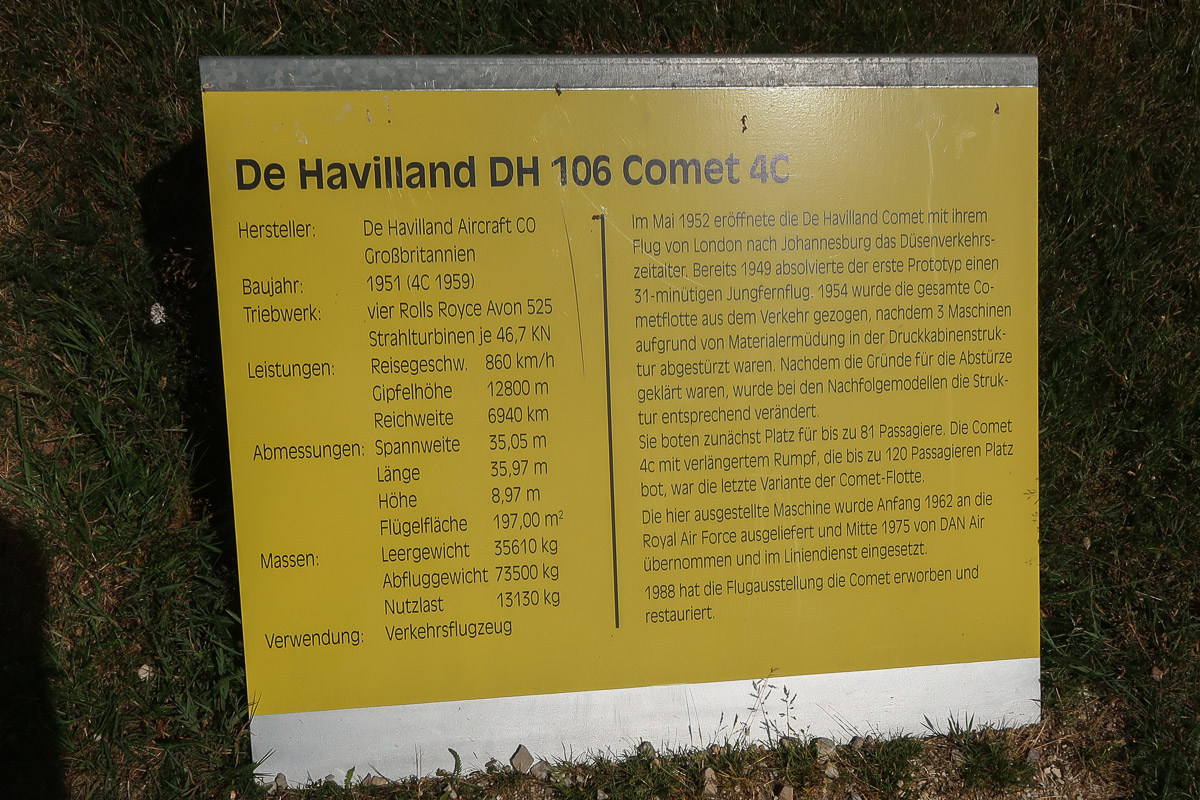 De Havilland DH 106 Comet 4C
Hersteller: De Havilland Aircraft CO
Großbritannien
Baujahr: 1951 (4C 1959)
Triebwerk: vier Rolls Royce Avon 525
Strahlturbinen je 46,7 KN
Leistungen: Reisegeschw. 860 km/h
Gipfelhöhe 12800 m
Reichweite 6940 km
Abmessungen: Spannweite 35,05 m
Länge 35,97 m
Höhe 8,97 m
Flügelfläche 197,00 m²
Massen: Leergewicht 35610 kg
Abfluggewicht 73500 kg
Nutzlast 13130 kg
Verwendung: Verkehrsflugzeug
Im Mai 1952 eröffnete die De Havilland Comet mit ihrem
Flug von London nach Johannesburg das Düsenverkehrs-
zeitalter. Bereits 1949 absolvierte der erste Prototyp einen
31-minütigen Jungfernflug. 1954 wurde die gesamte Co-
metflotte aus dem Verkehr gezogen, nachdem 3 Maschinen
aufgrund von Materialermüdung in der Druckkabinenstruk-
tur abgestürzt waren. Nachdem die Gründe für die Abstürze
geklärt waren, wurde bei den Nachfolgemodellen die Struk-
tur entsprechend verändert.
Sie boten zunächst Platz für bis zu 81 Passagiere. Die Comet
4c mit verlängertem Rumpf, die bis zu 120 Passagieren Platz
bot, war die letzte Variante der Comet-Flotte.
Die hier ausgestellte Maschine wurde Anfang 1962 an die
Royal Air Force ausgeliefert und Mitte 1975 von DAN Air
übernommen und im Liniendienst eingesetzt.
1988 hat die Flugausstellung die Comet erworben und
restauriert.